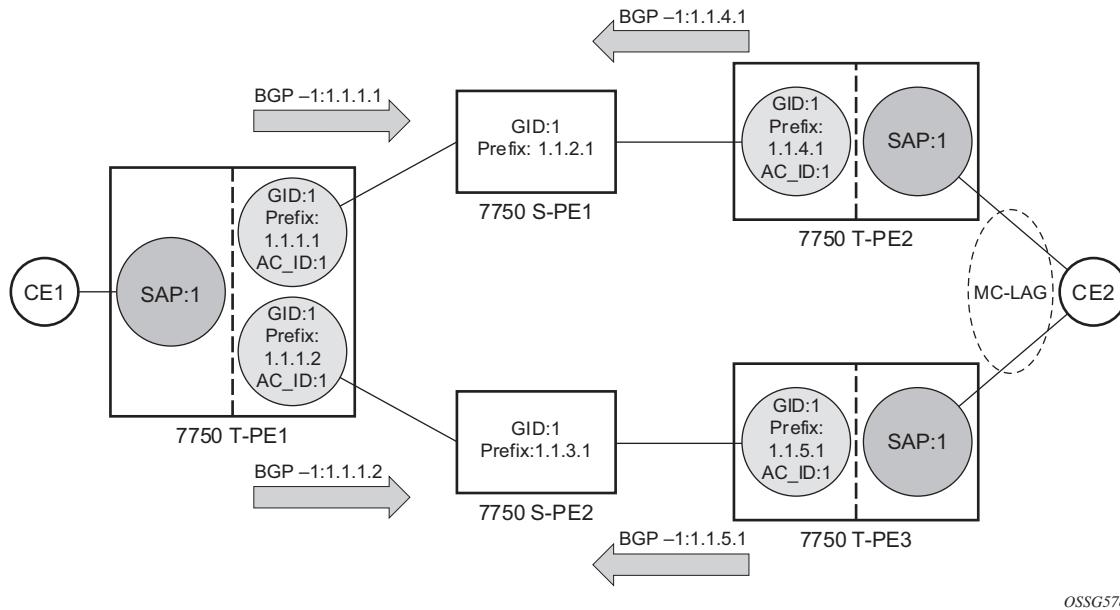 BGP –1:1.1.4.1
BGP –1:1.1.1.1
GID:1
Prefix: 1.1.2.1
7750 S-PE1
GID:1
Prefix:
1.1.4.1
AC_ID:1
SAP:1
7750 T-PE2
CE1
SAP:1
GID:1
Prefix:
1.1.1.1
AC_ID:1
GID:1
Prefix:
1.1.1.2
AC_ID:1
7750 T-PE1
MC-LAG
CE2
BGP –1:1.1.1.2
GID:1
Prefix:1.1.3.1
7750 S-PE2
GID:1
Prefix:
1.1.5.1
AC_ID:1
SAP:1
7750 T-PE3
BGP –1:1.1.5.1